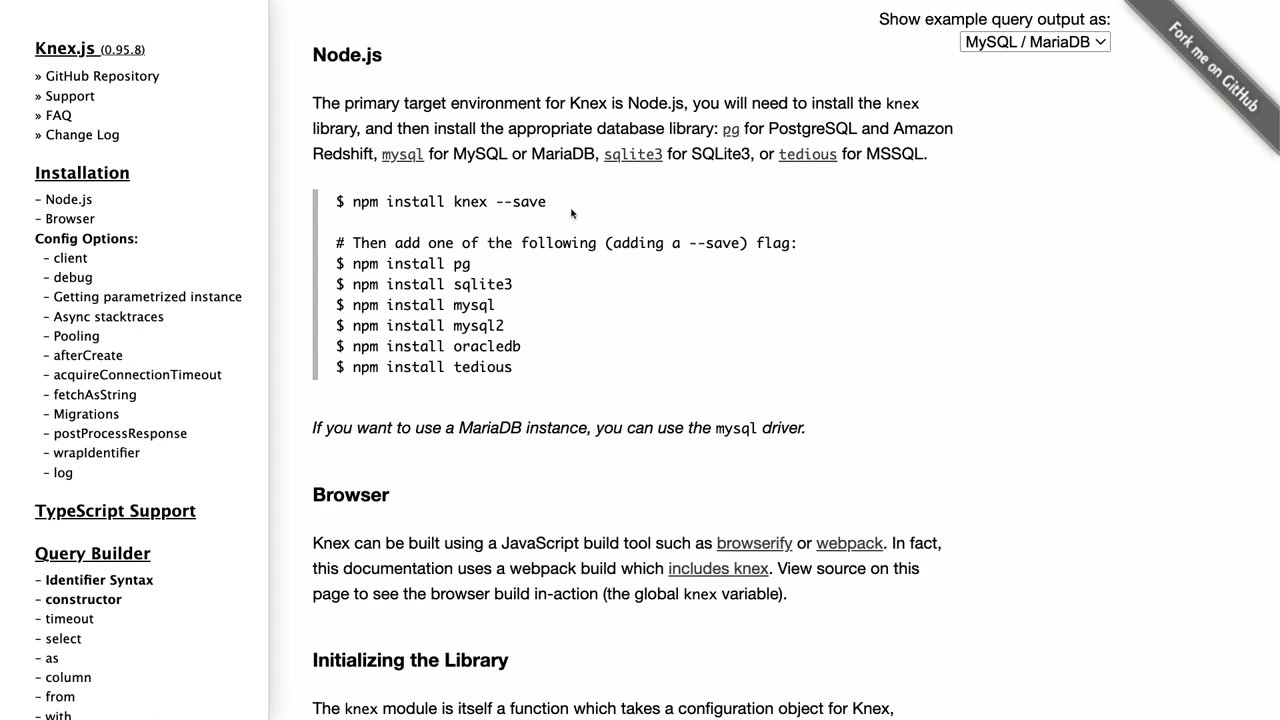 Knex.js (0.95.8)
» GitHub Repository
» Support
» FAQ
» Change Log
Installation
– Node.js
– Browser
Config Options:
– client
– debug
– Getting parametrized instance
– Async stacktraces
– Pooling
– afterCreate
– acquireConnectionTimeout
– fetchAsString
– Migrations
– postProcessResponse
– wrapIdentifier
– log
TypeScript Support
Query Builder
– Identifier Syntax
– constructor
– timeout
– select
– as
– column
– from
– with
Show example query output as:
MySQL / MariaDB
Fork me on GitHub
Node.js
The primary target environment for Knex is Node.js, you will need to install the knex
library, and then install the appropriate database library: pg for PostgreSQL and Amazon
Redshift, mysql for MySQL or MariaDB, sqlite3 for SQLite3, or tedious for MSSQL.
$ npm install knex --save
# Then add one of the following (adding a --save) flag:
$ npm install pg
$ npm install sqlite3
$ npm install mysql
$ npm install mysql2
$ npm install oracledb
$ npm install tedious
If you want to use a MariaDB instance, you can use the mysql driver.
Browser
Knex can be built using a JavaScript build tool such as browserify or webpack. In fact,
this documentation uses a webpack build which includes knex. View source on this
page to see the browser build in-action (the global knex variable).
Initializing the Library
The knex module is itself a function which takes a configuration object for Knex,